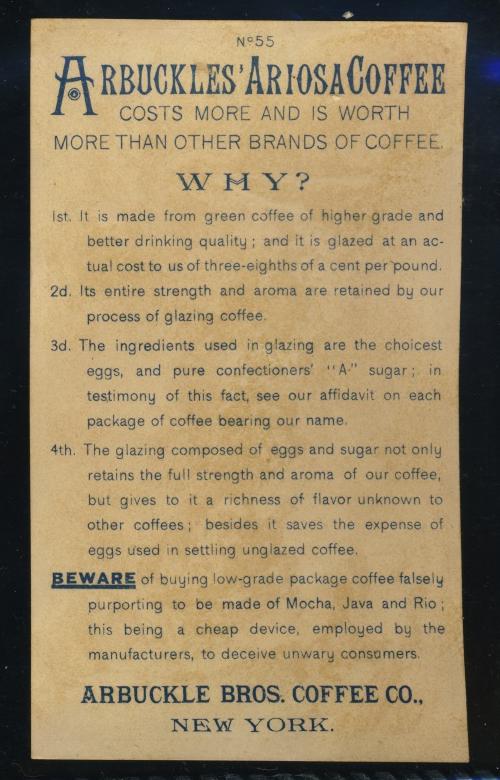 Nº55
ARBUCKLES' ARIOSA COFFEE
COSTS MORE AND IS WORTH
MORE THAN OTHER BRANDS OF COFFEE.
WHY?
1st. It is made from green coffee of higher grade and
better drinking quality; and it is glazed at an ac-
tual cost to us of three-eighths of a cent per pound.
2d. Its entire strength and aroma are retained by our
process of glazing coffee.
3d. The ingredients used in glazing are the choicest
eggs, and pure confectioners' "A" sugar; in
testimony of this fact, see our affidavit on each
package of coffee bearing our name.
4th. The glazing composed of eggs and sugar not only
retains the full strength and aroma of our coffee,
but gives to it a richness of flavor unknown to
other coffees; besides it saves the expense of
eggs used in settling unglazed coffee.
BEWARE of buying low-grade package coffee falsely
purporting to be made of Mocha, Java and Rio;
this being a cheap device, employed by the
manufacturers, to deceive unwary consumers.
ARBUCKLE BROS. COFFEE CO.,
NEW YORK.